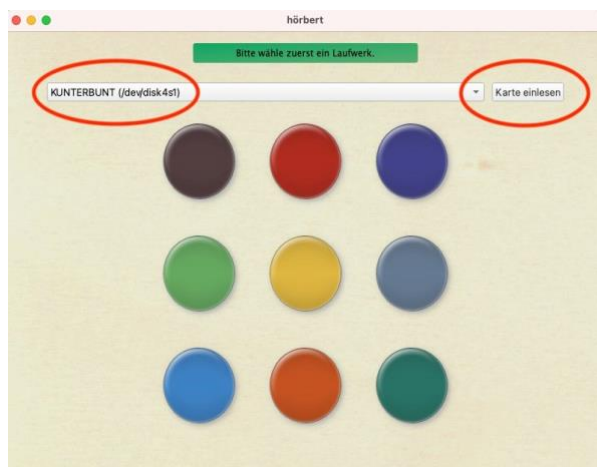 hörbert
Bitte wähle zuerst ein Laufwerk.
KUNTERBUNT (/dev/disk4s1)
Karte einlesen